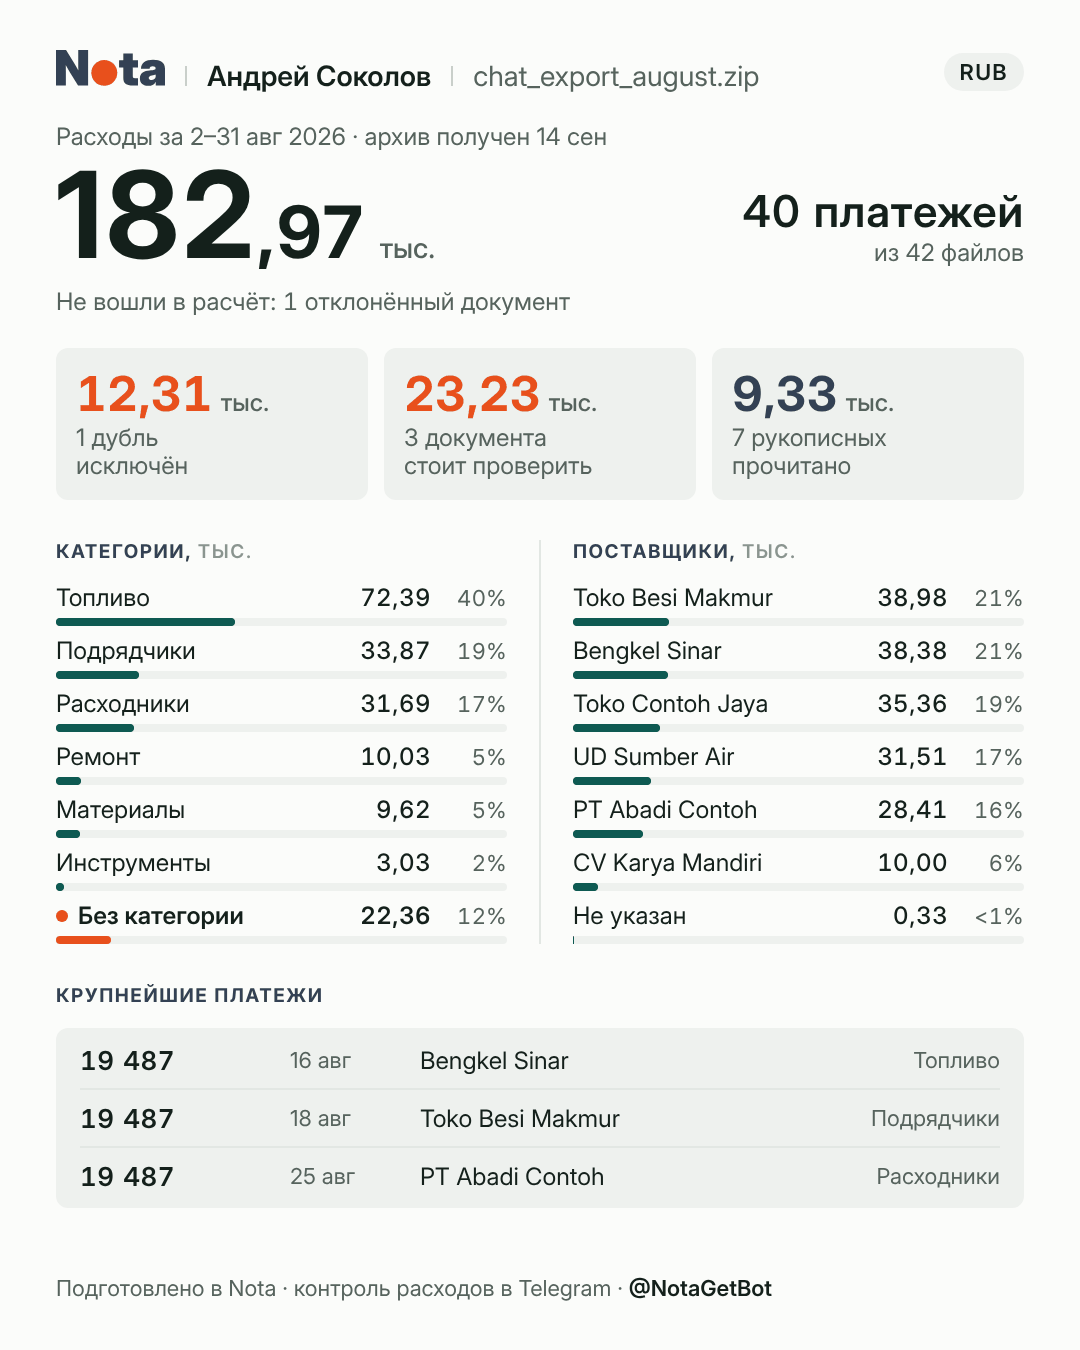 Nota | Андрей Соколов | chat_export_august.zip RUB
Расходы за 2–31 авг 2026 · архив получен 14 сен
182,97 тыс. 40 платежей
из 42 файлов
Не вошли в расчёт: 1 отклонённый документ
12,31 тыс.
1 дубль
исключён
23,23 тыс.
3 документа
стоит проверить
9,33 тыс.
7 рукописных
прочитано
КАТЕГОРИИ, ТЫС.
Топливо 72,39 40%
Подрядчики 33,87 19%
Расходники 31,69 17%
Ремонт 10,03 5%
Материалы 9,62 5%
Инструменты 3,03 2%
Без категории 22,36 12%
ПОСТАВЩИКИ, ТЫС.
Toko Besi Makmur 38,98 21%
Bengkel Sinar 38,38 21%
Toko Contoh Jaya 35,36 19%
UD Sumber Air 31,51 17%
PT Abadi Contoh 28,41 16%
CV Karya Mandiri 10,00 6%
Не указан 0,33 <1%
КРУПНЕЙШИЕ ПЛАТЕЖИ
19 487 16 авг Bengkel Sinar Топливо
19 487 18 авг Toko Besi Makmur Подрядчики
19 487 25 авг PT Abadi Contoh Расходники
Подготовлено в Nota · контроль расходов в Telegram · @NotaGetBot